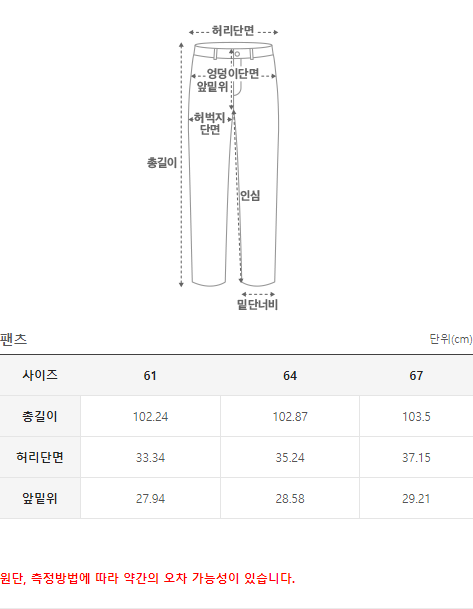 허리단면
엉덩이단면
앞밑위
허벅지
단면
총길이
인심
밑단너비
팬츠 단위(cm)
사이즈 61 64 67
총길이 102.24 102.87 103.5
허리단면 33.34 35.24 37.15
앞밑위 27.94 28.58 29.21
원단, 측정방법에 따라 약간의 오차 가능성이 있습니다.